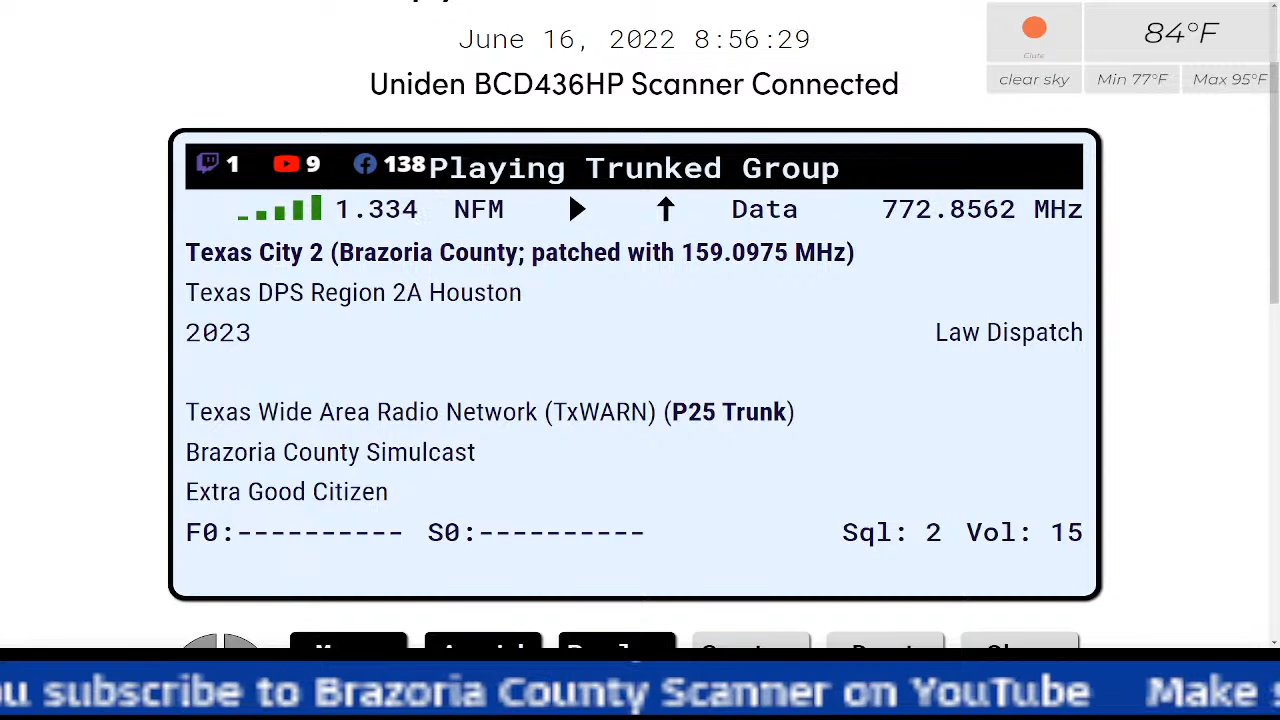 June 16, 2022 8:56:29
Uniden BCD436HP Scanner Connected
84°F
Clute
clear sky Min 77°F Max 95°F
1 9 138 Playing Trunked Group
1.334 NFM Data 772.8562 MHz
Texas City 2 (Brazoria County; patched with 159.0975 MHz)
Texas DPS Region 2A Houston
2023 Law Dispatch
Texas Wide Area Radio Network (TxWARN) (P25 Trunk)
Brazoria County Simulcast
Extra Good Citizen
F0:---------- S0:---------- Sql: 2 Vol: 15
subscribe to Brazoria County Scanner on YouTube Make